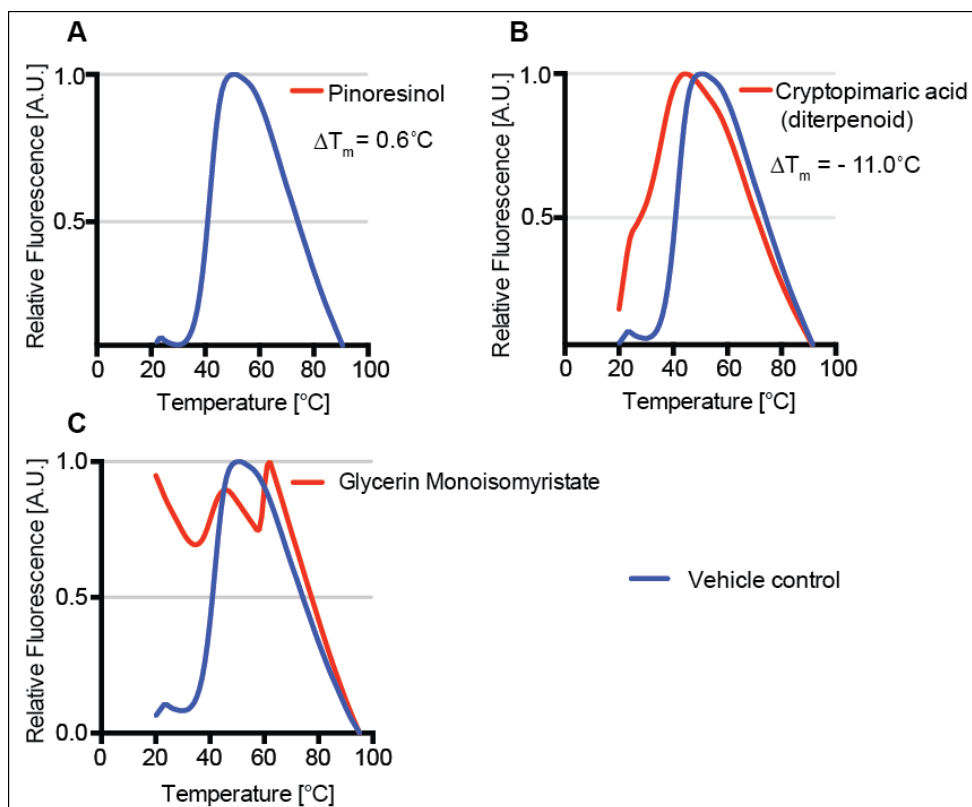 A
Relative Fluorescence [A.U.]
1.0
0.5
Pinoresinol
ΔTm = 0.6°C
0 20 40 60 80 100
Temperature [°C]
B
Relative Fluorescence [A.U.]
1.0
0.5
Cryptopimaric acid
(diterpenoid)
ΔTm = - 11.0°C
0 20 40 60 80 100
Temperature [°C]
C
Relative Fluorescence [A.U.]
1.0
0.5
0.0
Glycerin Monoisomyristate
0 20 40 60 80 100
Temperature [°C]
Vehicle control